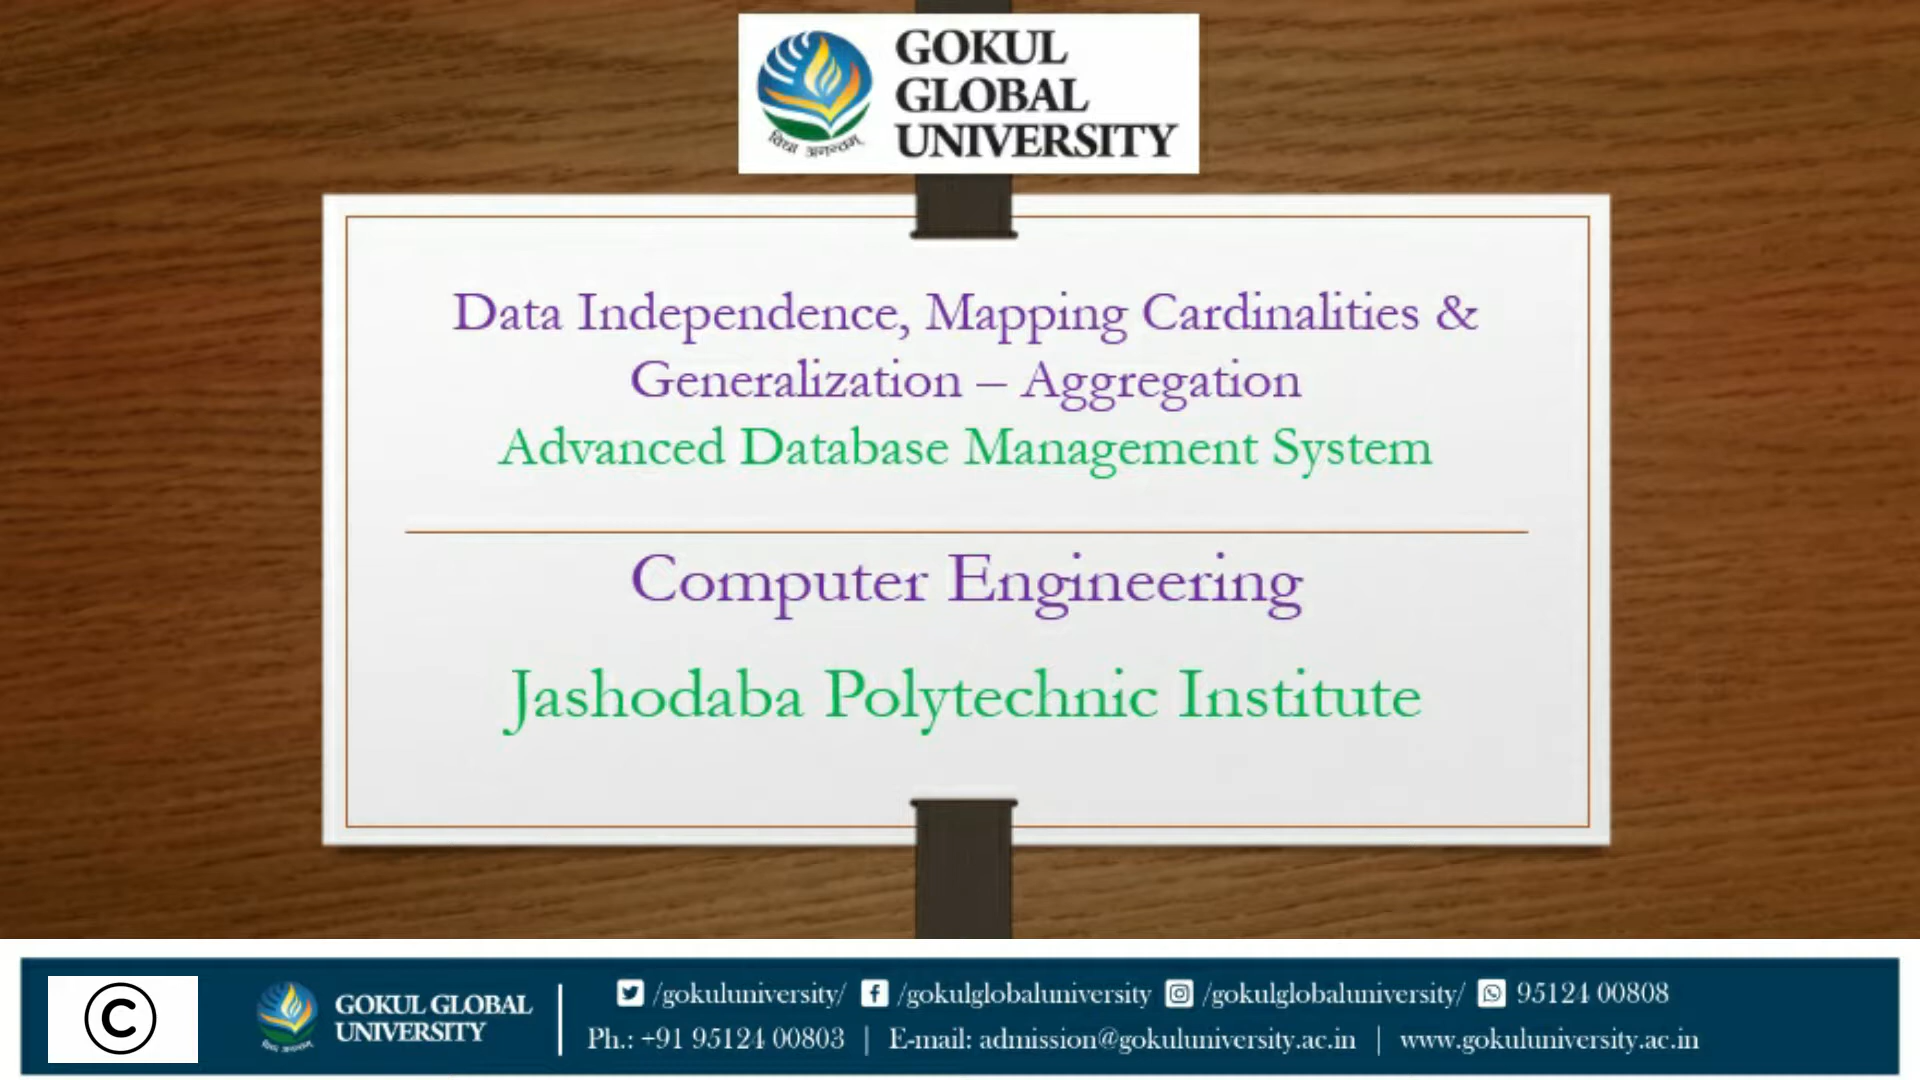 GOKUL
GLOBAL
UNIVERSITY
विद्या अनन्तम्
Data Independence, Mapping Cardinalities &
Generalization – Aggregation
Advanced Database Management System
Computer Engineering
Jashodaba Polytechnic Institute
©
GOKUL GLOBAL
UNIVERSITY
/gokuluniversity/ /gokulglobaluniversity /gokulglobaluniversity/ 95124 00808
Ph.: +91 95124 00803 | E-mail: admission@gokuluniversity.ac.in | www.gokuluniversity.ac.in